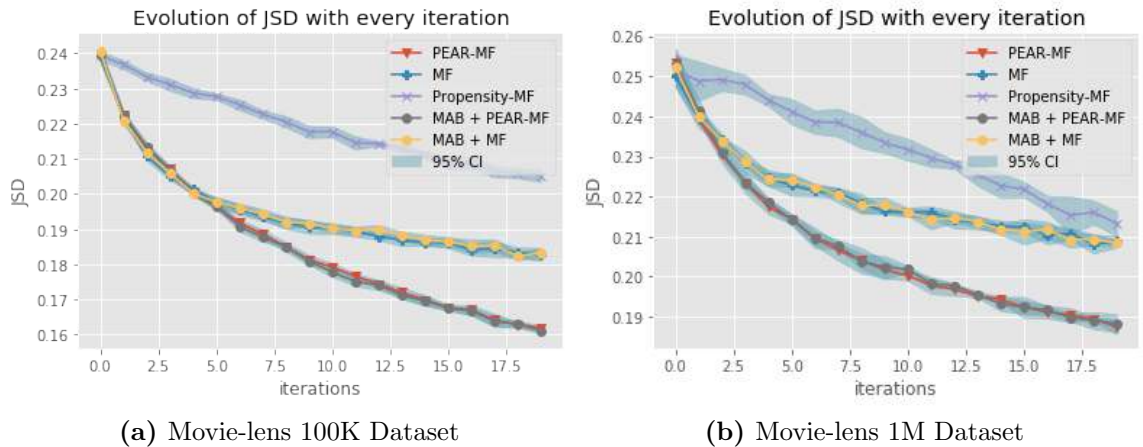 Evolution of JSD with every iteration
0.24
0.23
0.22
0.21
0.20
0.19
0.18
0.17
0.16
JSD
PEAR-MF
MF
Propensity-MF
MAB + PEAR-MF
MAB + MF
95% CI
0.0 2.5 5.0 7.5 10.0 12.5 15.0 17.5
iterations
(a) Movie-lens 100K Dataset
Evolution of JSD with every iteration
0.26
0.25
0.24
0.23
0.22
0.21
0.20
0.19
JSD
PEAR-MF
MF
Propensity-MF
MAB + PEAR-MF
MAB + MF
95% CI
0.0 2.5 5.0 7.5 10.0 12.5 15.0 17.5
iterations
(b) Movie-lens 1M Dataset